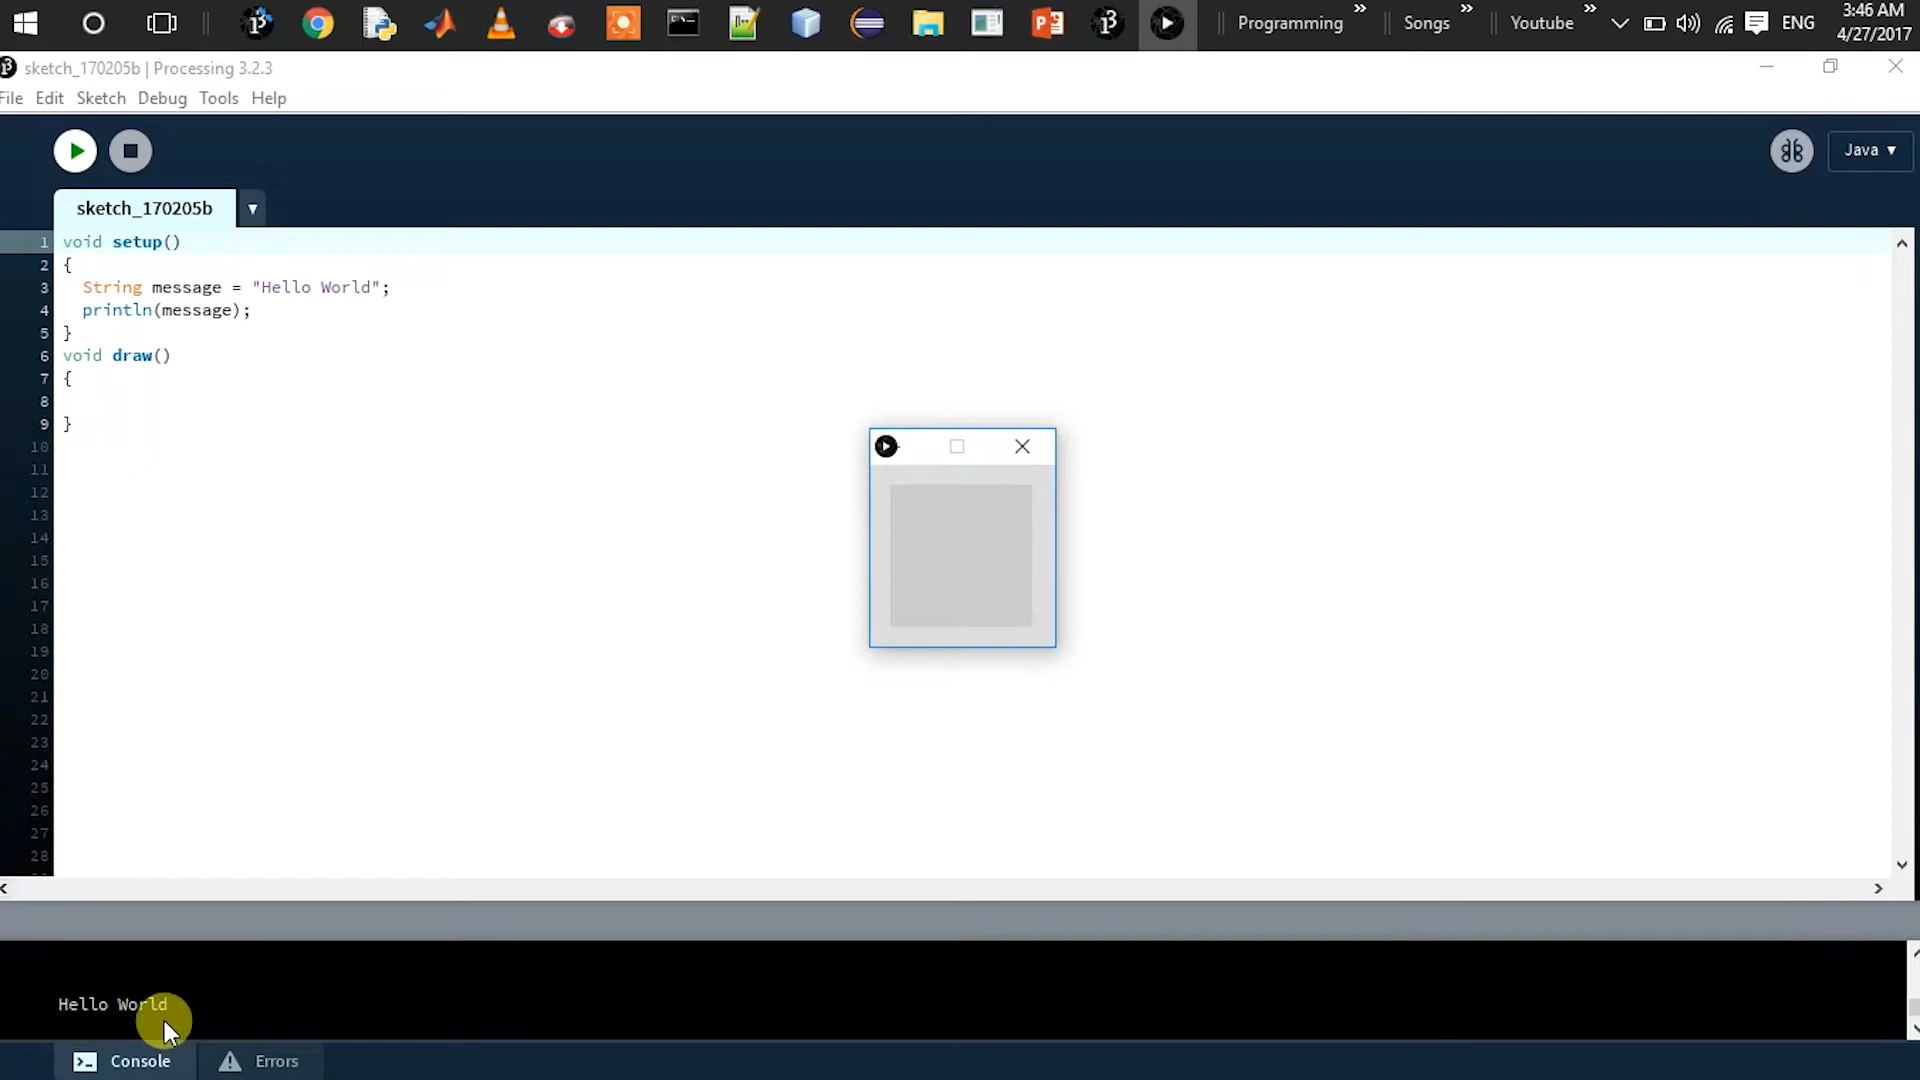 Programming » Songs » Youtube » ENG 3:46 AM
4/27/2017
sketch_170205b | Processing 3.2.3
File Edit Sketch Debug Tools Help
Java ▾
sketch_170205b ▾
1 void setup()
2 {
3 String message = "Hello World";
4 println(message);
5 }
6 void draw()
7 {
8
9 }
10
11
12
13
14
15
16
17
18
19
20
21
22
23
24
25
26
27
28
Hello World
Console Errors